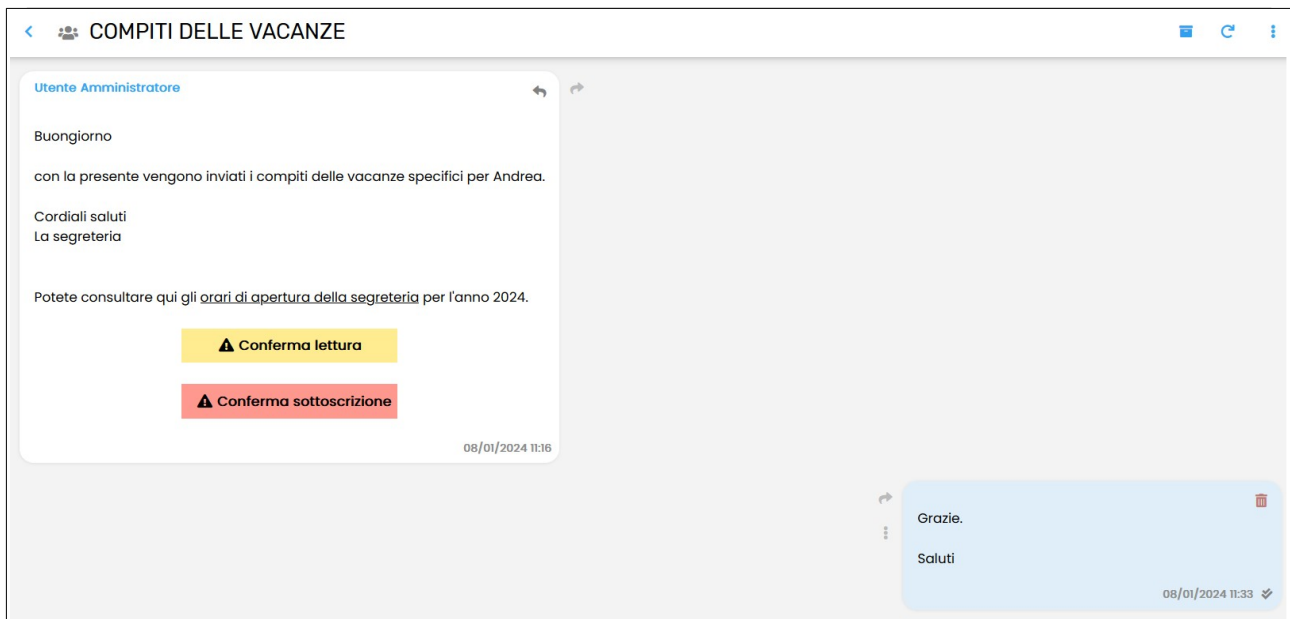 COMPITI DELLE VACANZE
Utente Amministratore
Buongiorno
con la presente vengono inviati i compiti delle vacanze specifici per Andrea.
Cordiali saluti
La segreteria
Potete consultare qui gli orari di apertura della segreteria per l'anno 2024.
Conferma lettura
Conferma sottoscrizione
08/01/2024 11:16
Grazie.
Saluti
08/01/2024 11:33